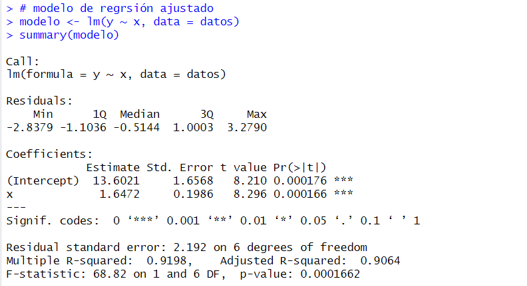 > # modelo de regrsión ajustado
> modelo <- lm(y ~ x, data = datos)
> summary(modelo)

Call:
lm(formula = y ~ x, data = datos)

Residuals:
    Min      1Q  Median      3Q     Max
-2.8379 -1.1036 -0.5144  1.0003  3.2790

Coefficients:
            Estimate Std. Error t value Pr(>|t|)
(Intercept)  13.6021     1.6568   8.210 0.000176 ***
x             1.6472     0.1986   8.296 0.000166 ***
---
Signif. codes:  0 ‘***’ 0.001 ‘**’ 0.01 ‘*’ 0.05 ‘.’ 0.1 ‘ ’ 1

Residual standard error: 2.192 on 6 degrees of freedom
Multiple R-squared:  0.9198,    Adjusted R-squared:  0.9064
F-statistic: 68.82 on 1 and 6 DF,  p-value: 0.0001662